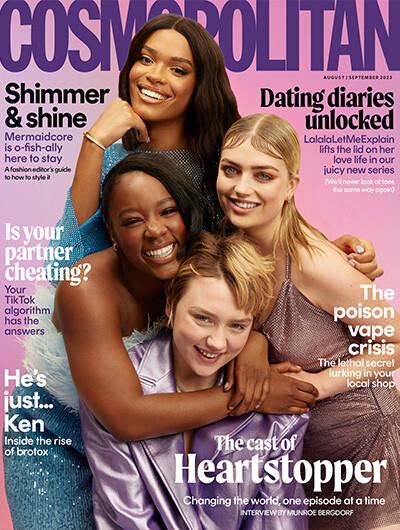 COSMOPOLITAN
AUGUST | SEPTEMBER 2023
Shimmer
& shine
Mermaidcore
is o-fish-ally
here to stay
A fashion editor's guide
to how to style it
Dating diaries
unlocked
LalalaLetMeExplain
lifts the lid on her
love life in our
juicy new series
(We'll never look at toes
the same way again)
Is your
partner
cheating?
Your
TikTok
algorithm
has the
answers
The
poison
vape
crisis
The lethal secret
lurking in your
local shop
He's
just...
Ken
Inside the rise
of brotox
The cast of
Heartstopper
Changing the world, one episode at a time
INTERVIEW BY MUNROE BERGDORF